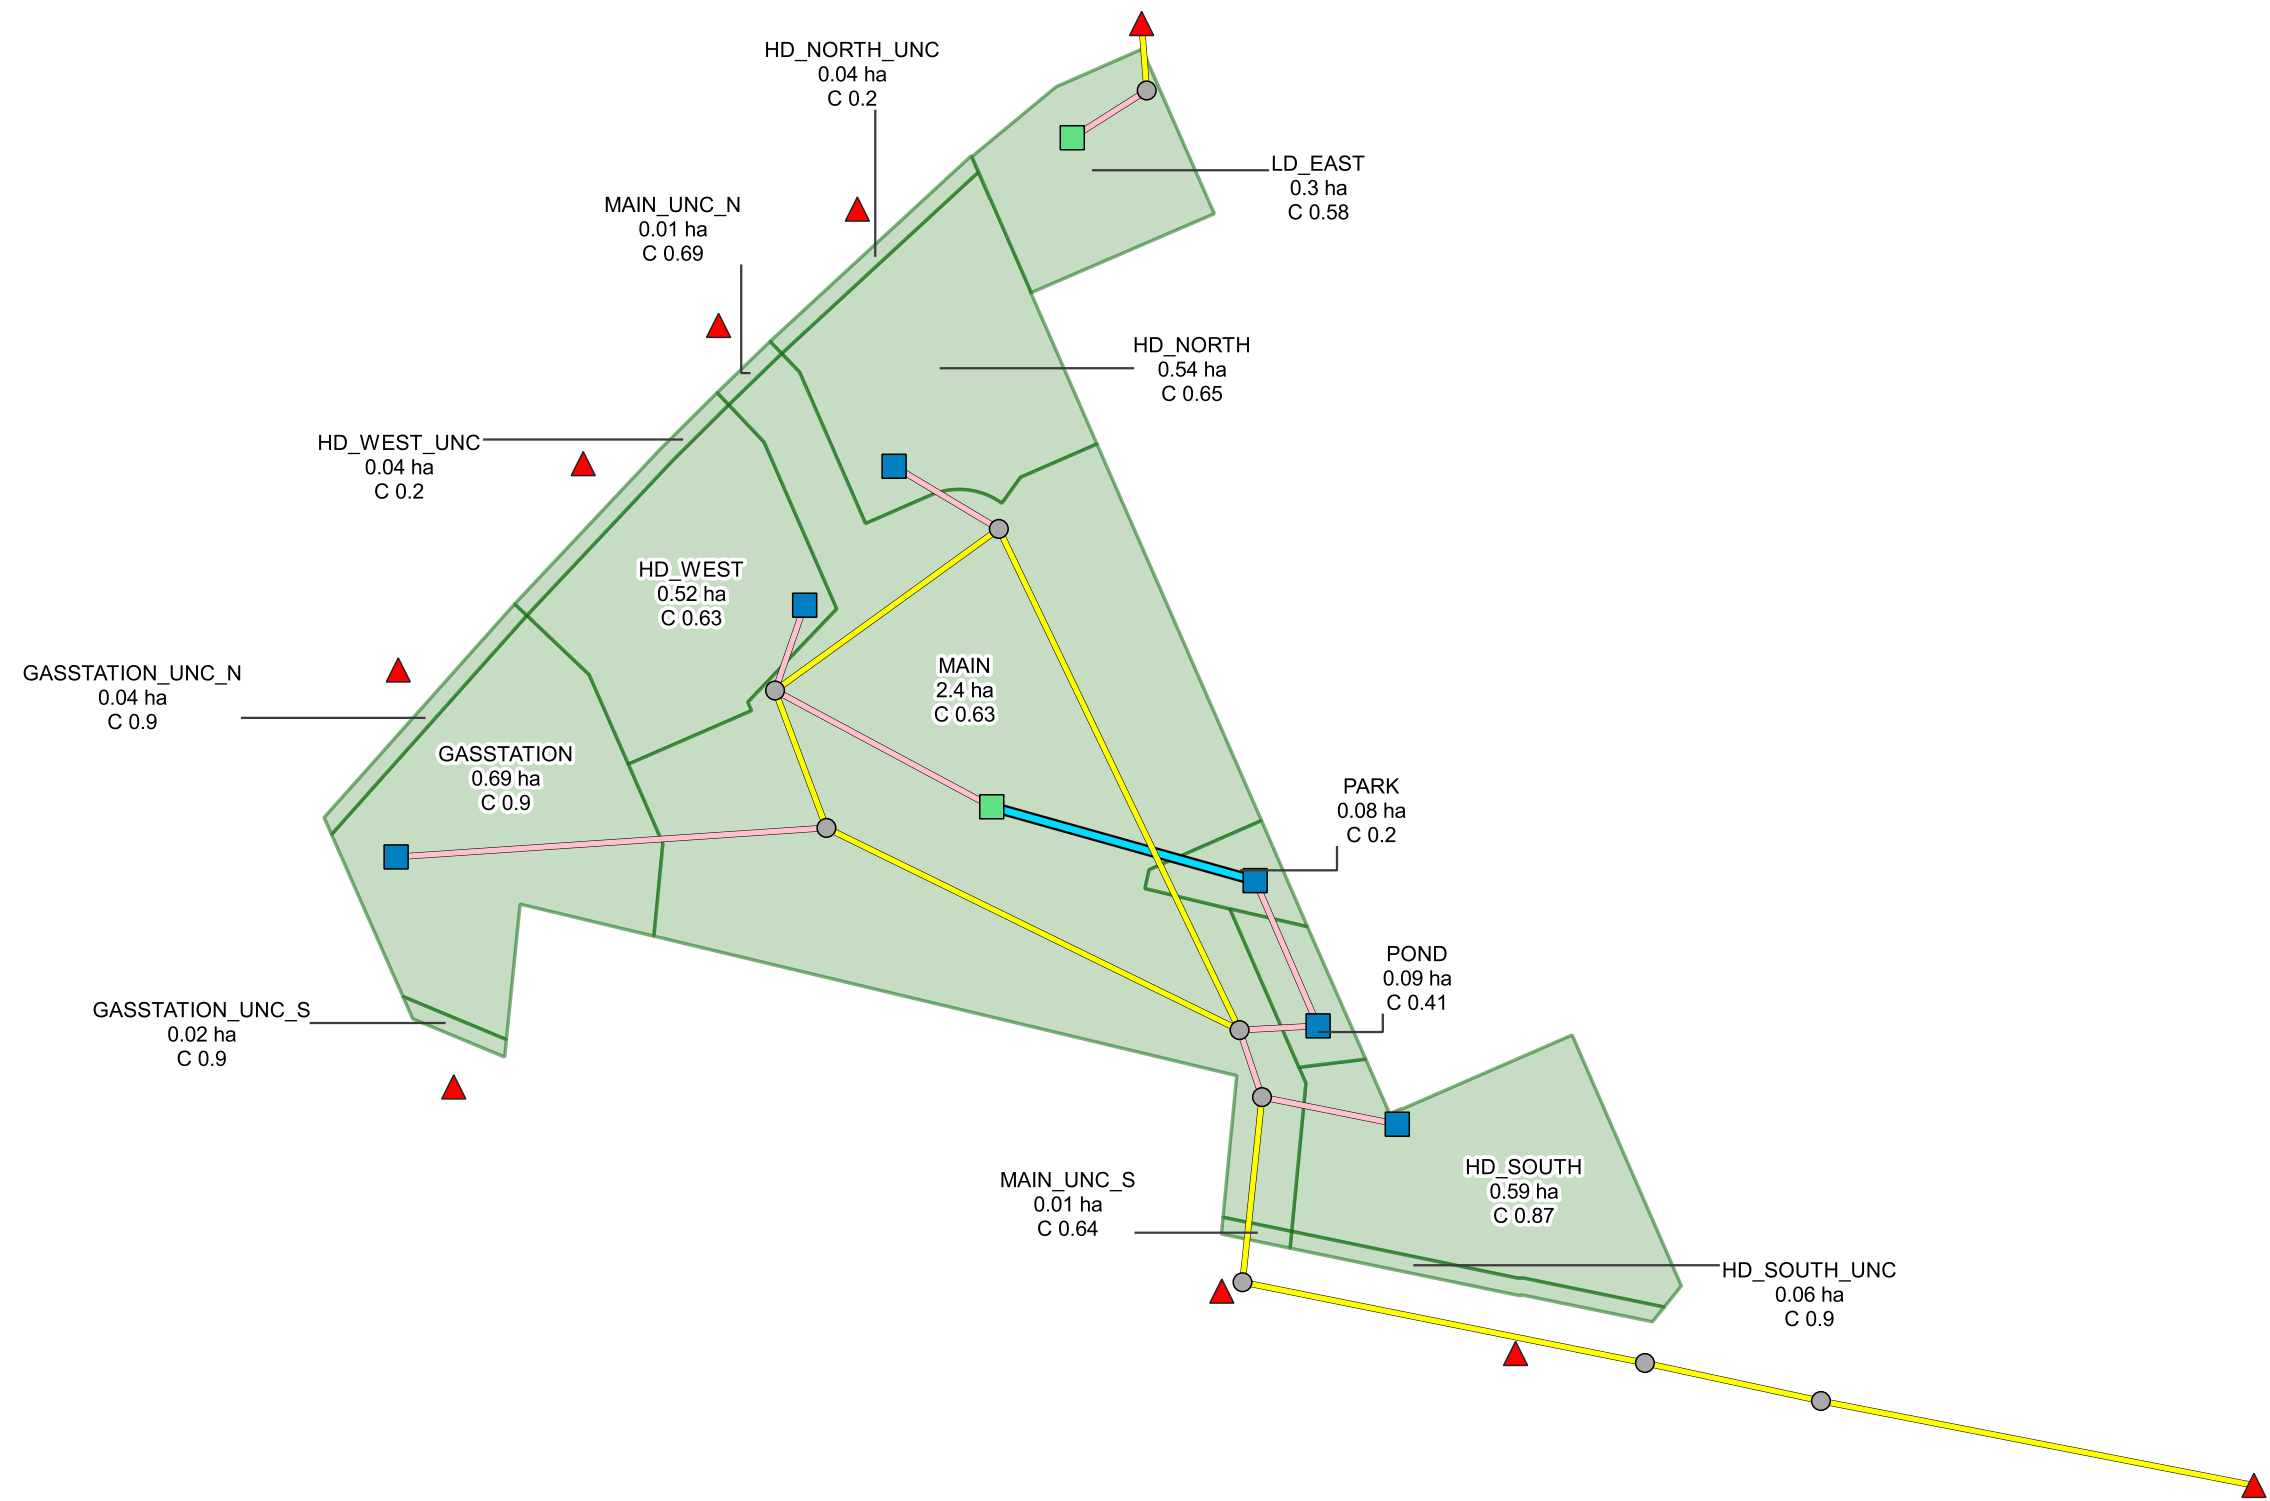 HD_NORTH_UNC
0.04 ha
C 0.2
LD_EAST
0.3 ha
C 0.58
MAIN_UNC_N
0.01 ha
C 0.69
HD_NORTH
0.54 ha
C 0.65
HD_WEST_UNC
0.04 ha
C 0.2
HD_WEST
0.52 ha
C 0.63
MAIN
2.4 ha
C 0.63
GASSTATION_UNC_N
0.04 ha
C 0.9
GASSTATION
0.69 ha
C 0.9
PARK
0.08 ha
C 0.2
POND
0.09 ha
C 0.41
GASSTATION_UNC_S
0.02 ha
C 0.9
HD_SOUTH
0.59 ha
C 0.87
MAIN_UNC_S
0.01 ha
C 0.64
HD_SOUTH_UNC
0.06 ha
C 0.9